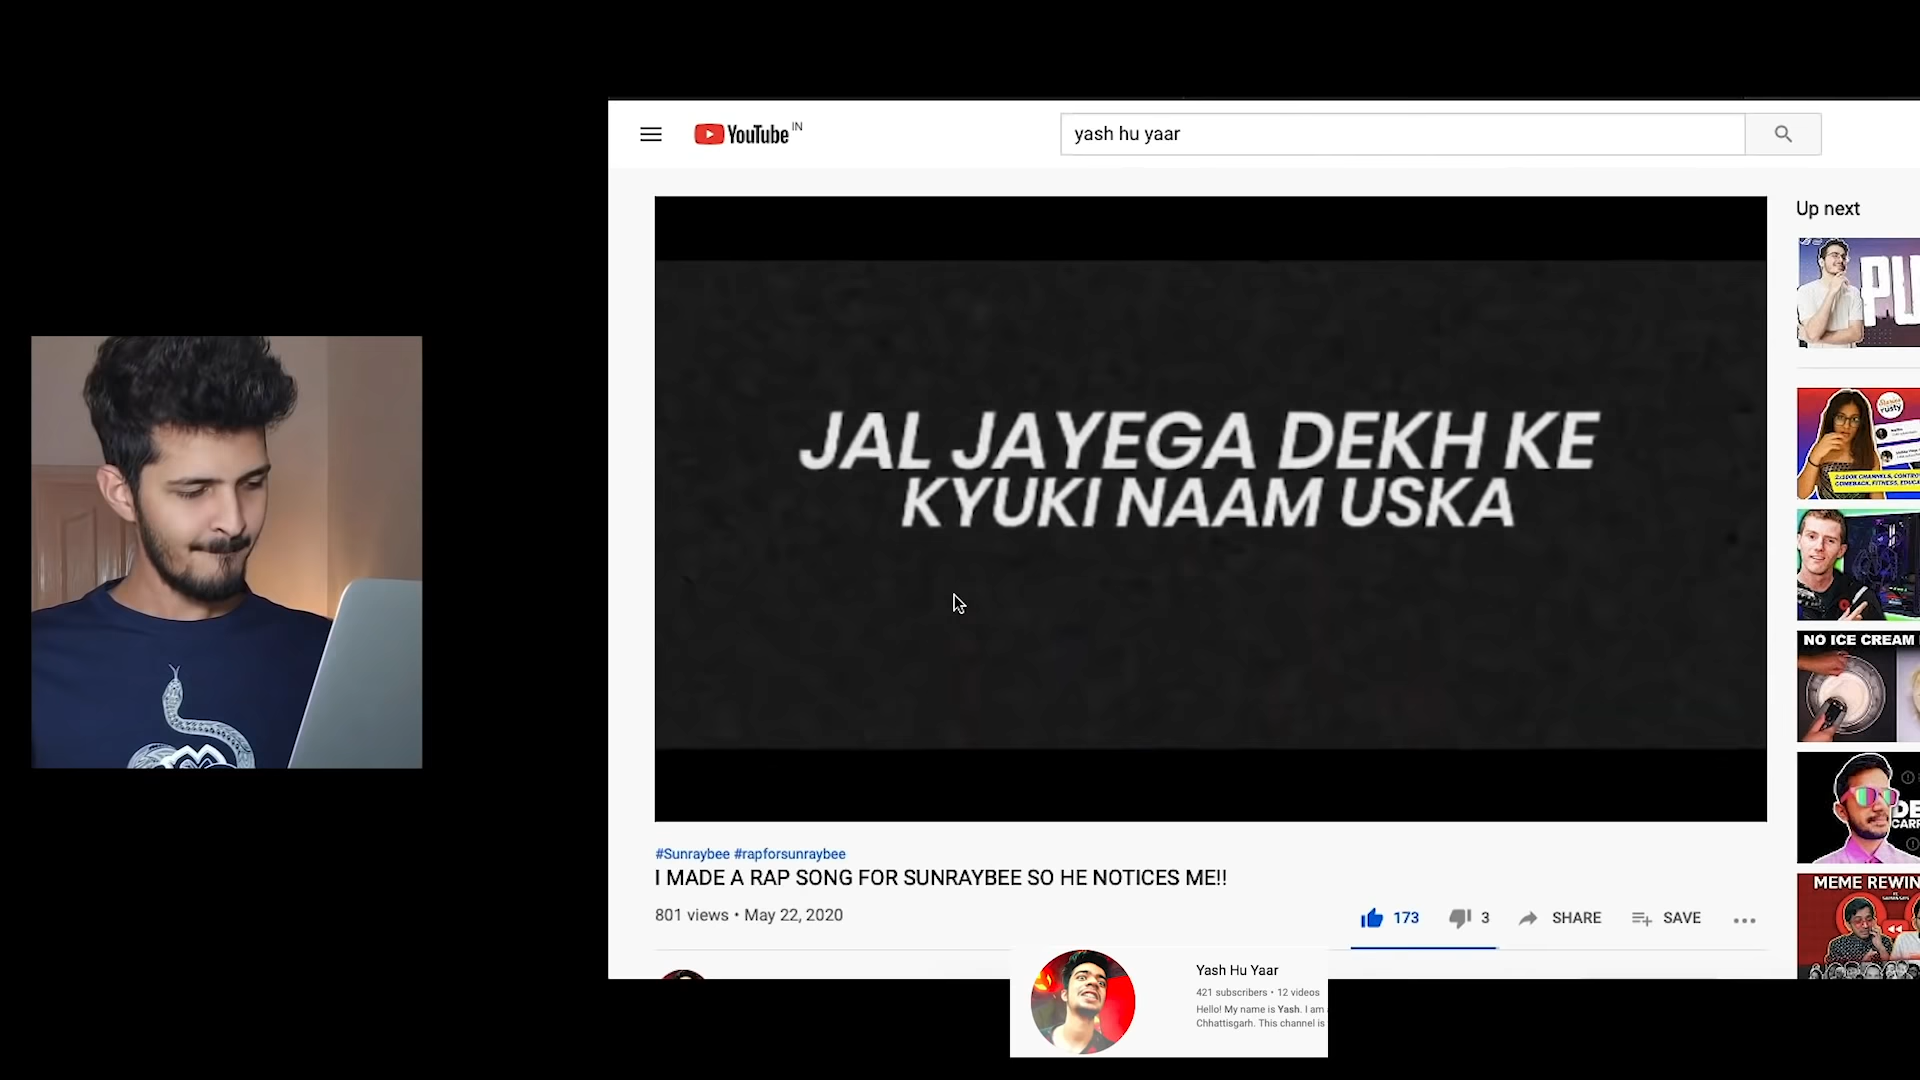 YouTube IN
yash hu yaar
Up next
JAL JAYEGA DEKH KE
KYUKI NAAM USKA
#Sunraybee #rapforsunraybee
I MADE A RAP SONG FOR SUNRAYBEE SO HE NOTICES ME!!
801 views • May 22, 2020
173
3
SHARE
SAVE
NO ICE CREAM
MEME REWIN
Yash Hu Yaar
421 subscribers • 12 videos
Hello! My name is Yash. I am
Chhattisgarh. This channel is